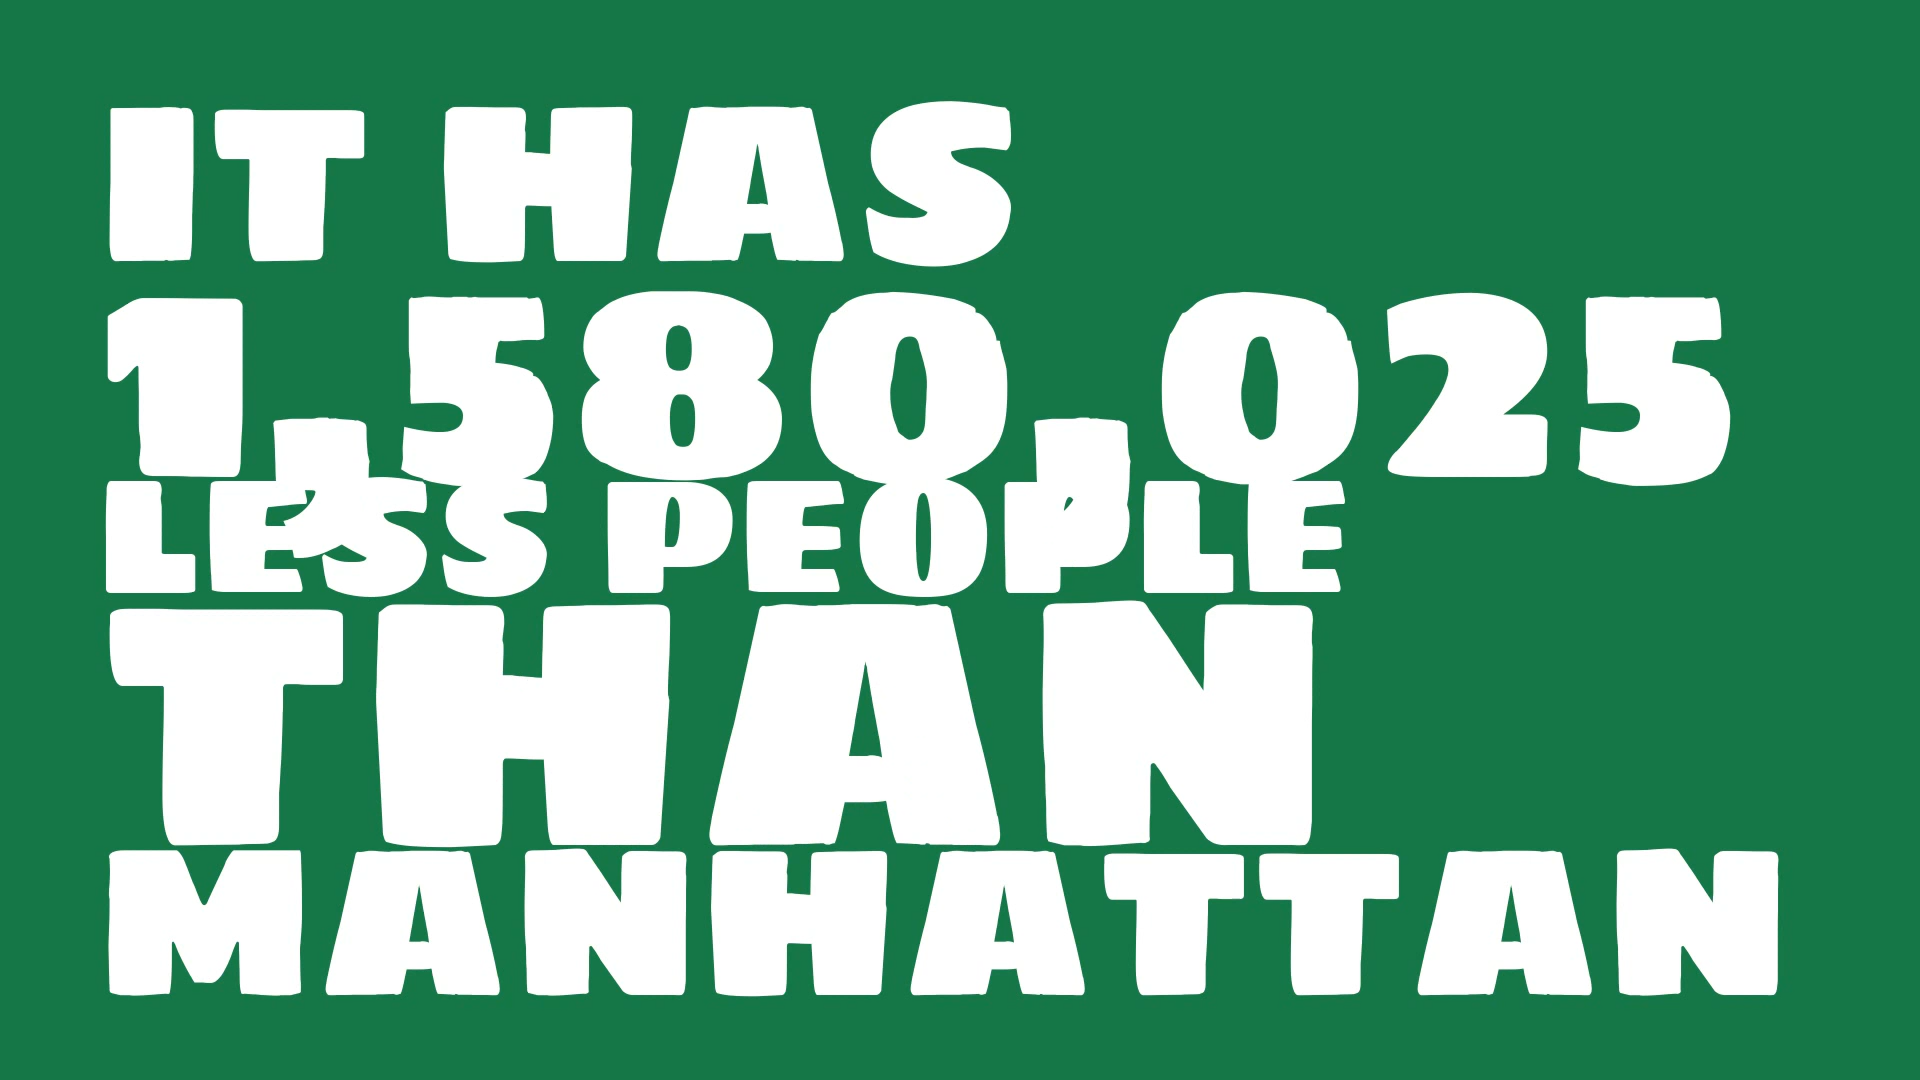 IT HAS
1,580,025
LESS PEOPLE
THAN
MANHATTAN